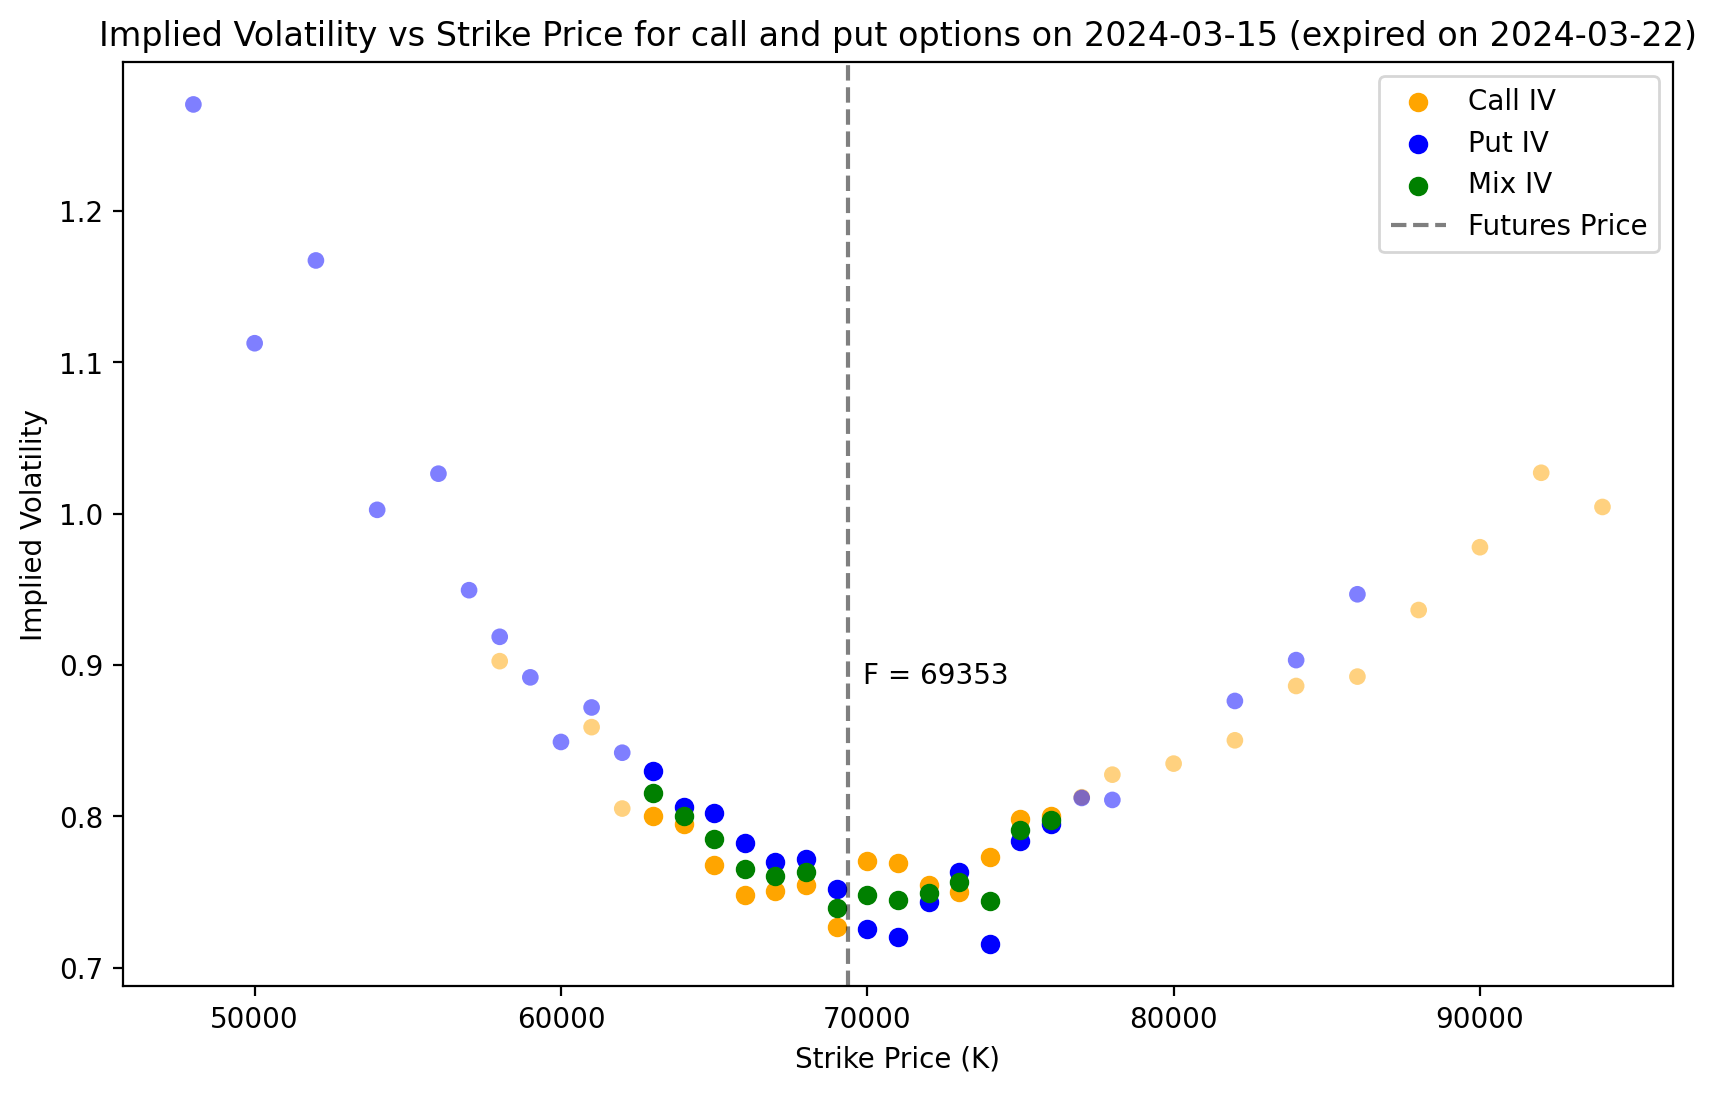 Implied Volatility vs Strike Price for call and put options on 2024-03-15 (expired on 2024-03-22)
Call IV
Put IV
Mix IV
Futures Price
1.2
1.1
1.0
0.9
0.8
0.7
Implied Volatility
F = 69353
50000
60000
70000
80000
90000
Strike Price (K)